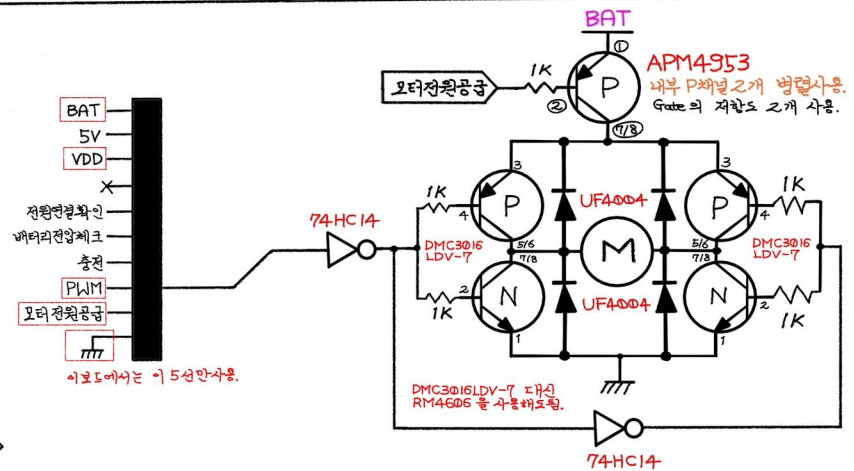 BAT
①
APM4953
내부 P채널 2개 병렬사용.
Gate의 저항도 2개 사용.
1K
P
모터전원공급
②
7/8
BAT
5V
VDD
X
전원연결확인
배터리전압체크
충전
PWM
모터전원공급
이보드에서는 이 5선만사용.
74HC14
3
3
1K
P
4
UF4004
P
4
1K
DMC3016
LDV-7
5/6
7/8
M
5/6
7/8
DMC3016
LDV-7
2
N
1K
1
UF4004
N
2
1K
1
DMC3016LDV-7 대신
RM4606 을 사용해도됨.
74HC14